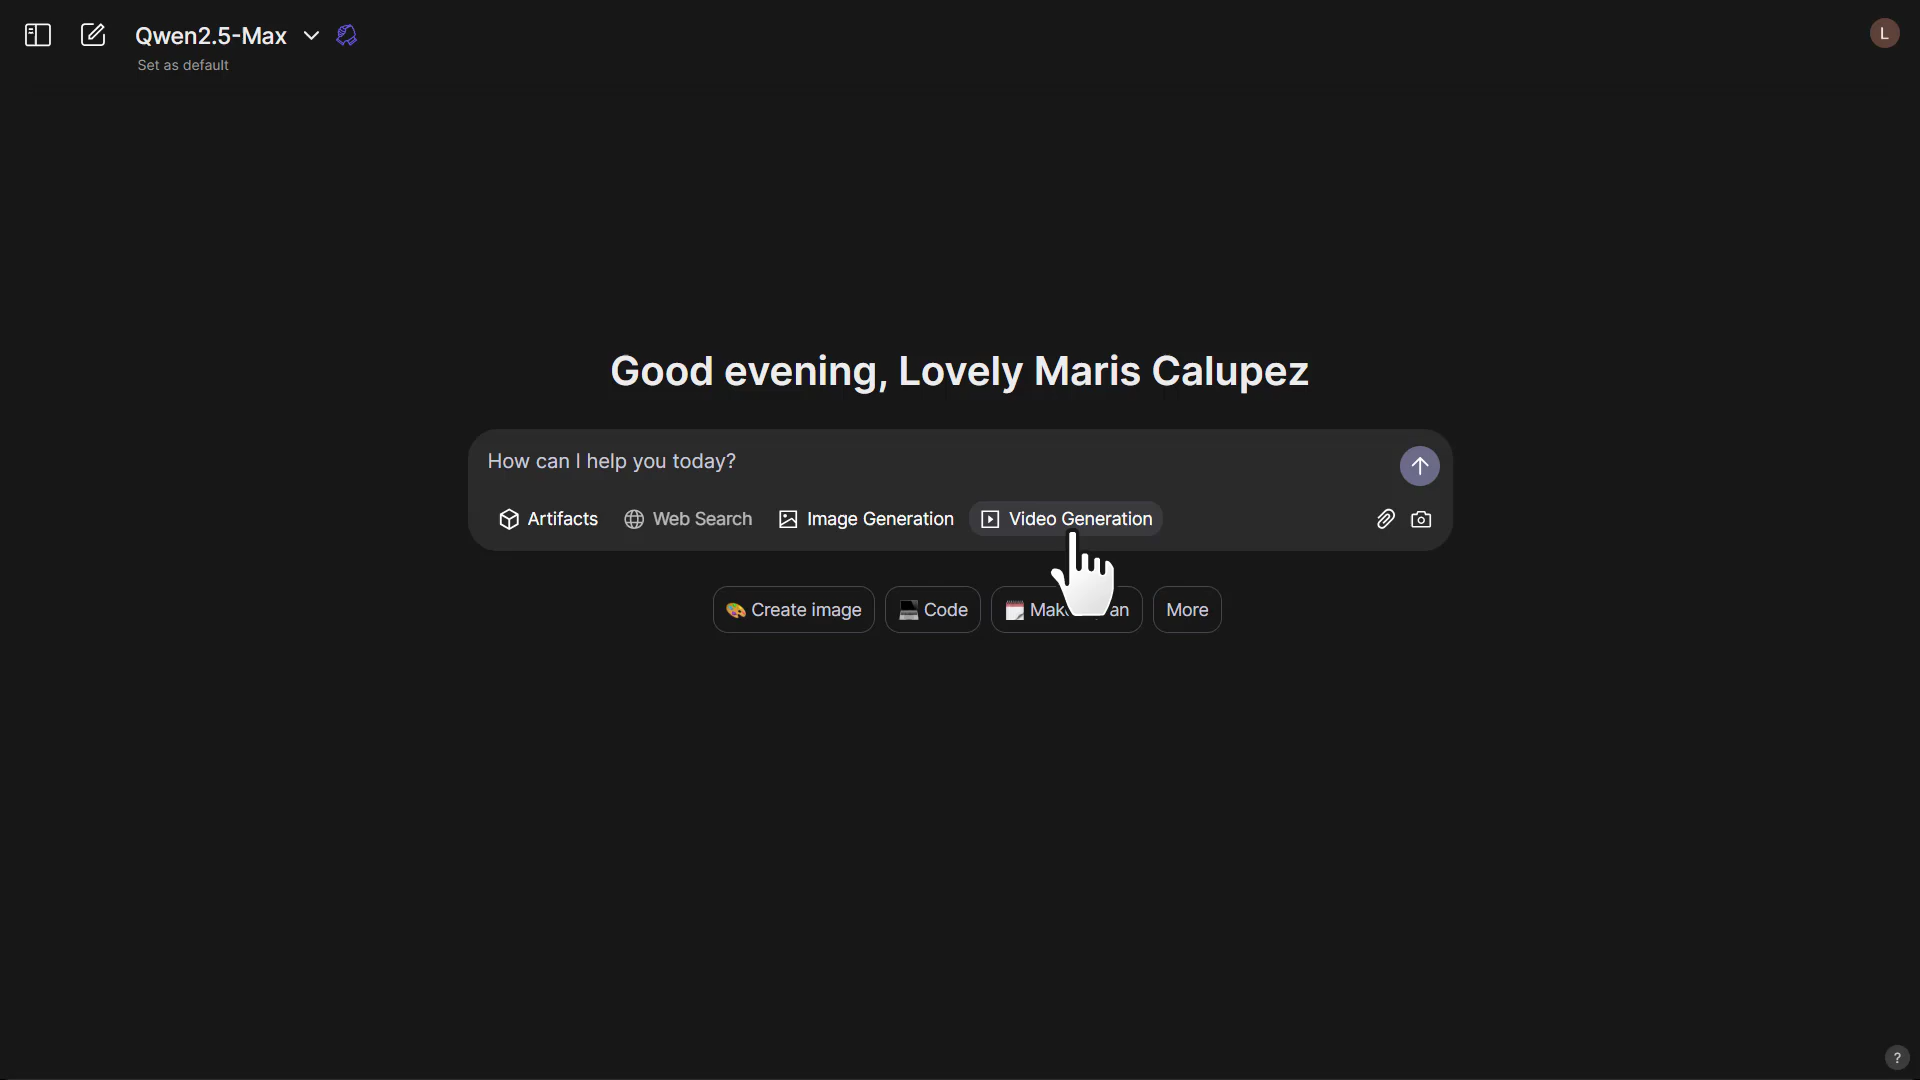 Qwen2.5-Max
Set as default
L
Good evening, Lovely Maris Calupez
How can I help you today?
Artifacts Web Search Image Generation Video Generation
Create image Code More
?